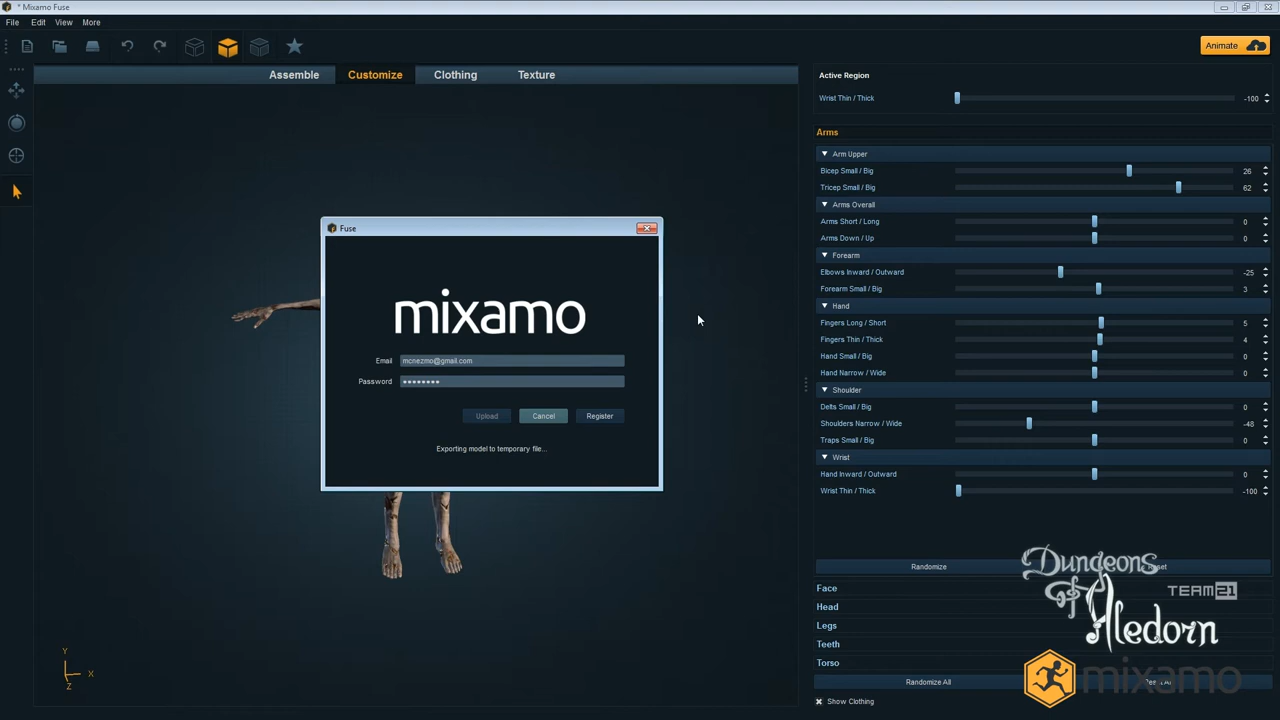 * Mixamo Fuse
File Edit View More
Animate
Assemble Customize Clothing Texture
Active Region
Wrist Thin / Thick -100
Arms
Arm Upper
Bicep Small / Big 26
Tricep Small / Big 62
Arms Overall
Arms Short / Long 0
Arms Down / Up 0
Forearm
Elbows Inward / Outward -25
Forearm Small / Big 3
Hand
Fingers Long / Short 5
Fingers Thin / Thick 4
Hand Small / Big 0
Hand Narrow / Wide 0
Shoulder
Delts Small / Big 0
Shoulders Narrow / Wide -48
Traps Small / Big 0
Wrist
Hand Inward / Outward 0
Wrist Thin / Thick -100
Randomize Reset
Face
Head
Legs
Teeth
Torso
Randomize All Reset All
Show Clothing
Fuse
mixamo
Email mcnezmo@gmail.com
Password ••••••••
Upload Cancel Register
Exporting model to temporary file...
Y
X
Z
Dungeons
of Aledorn
TEAM 21
mixamo